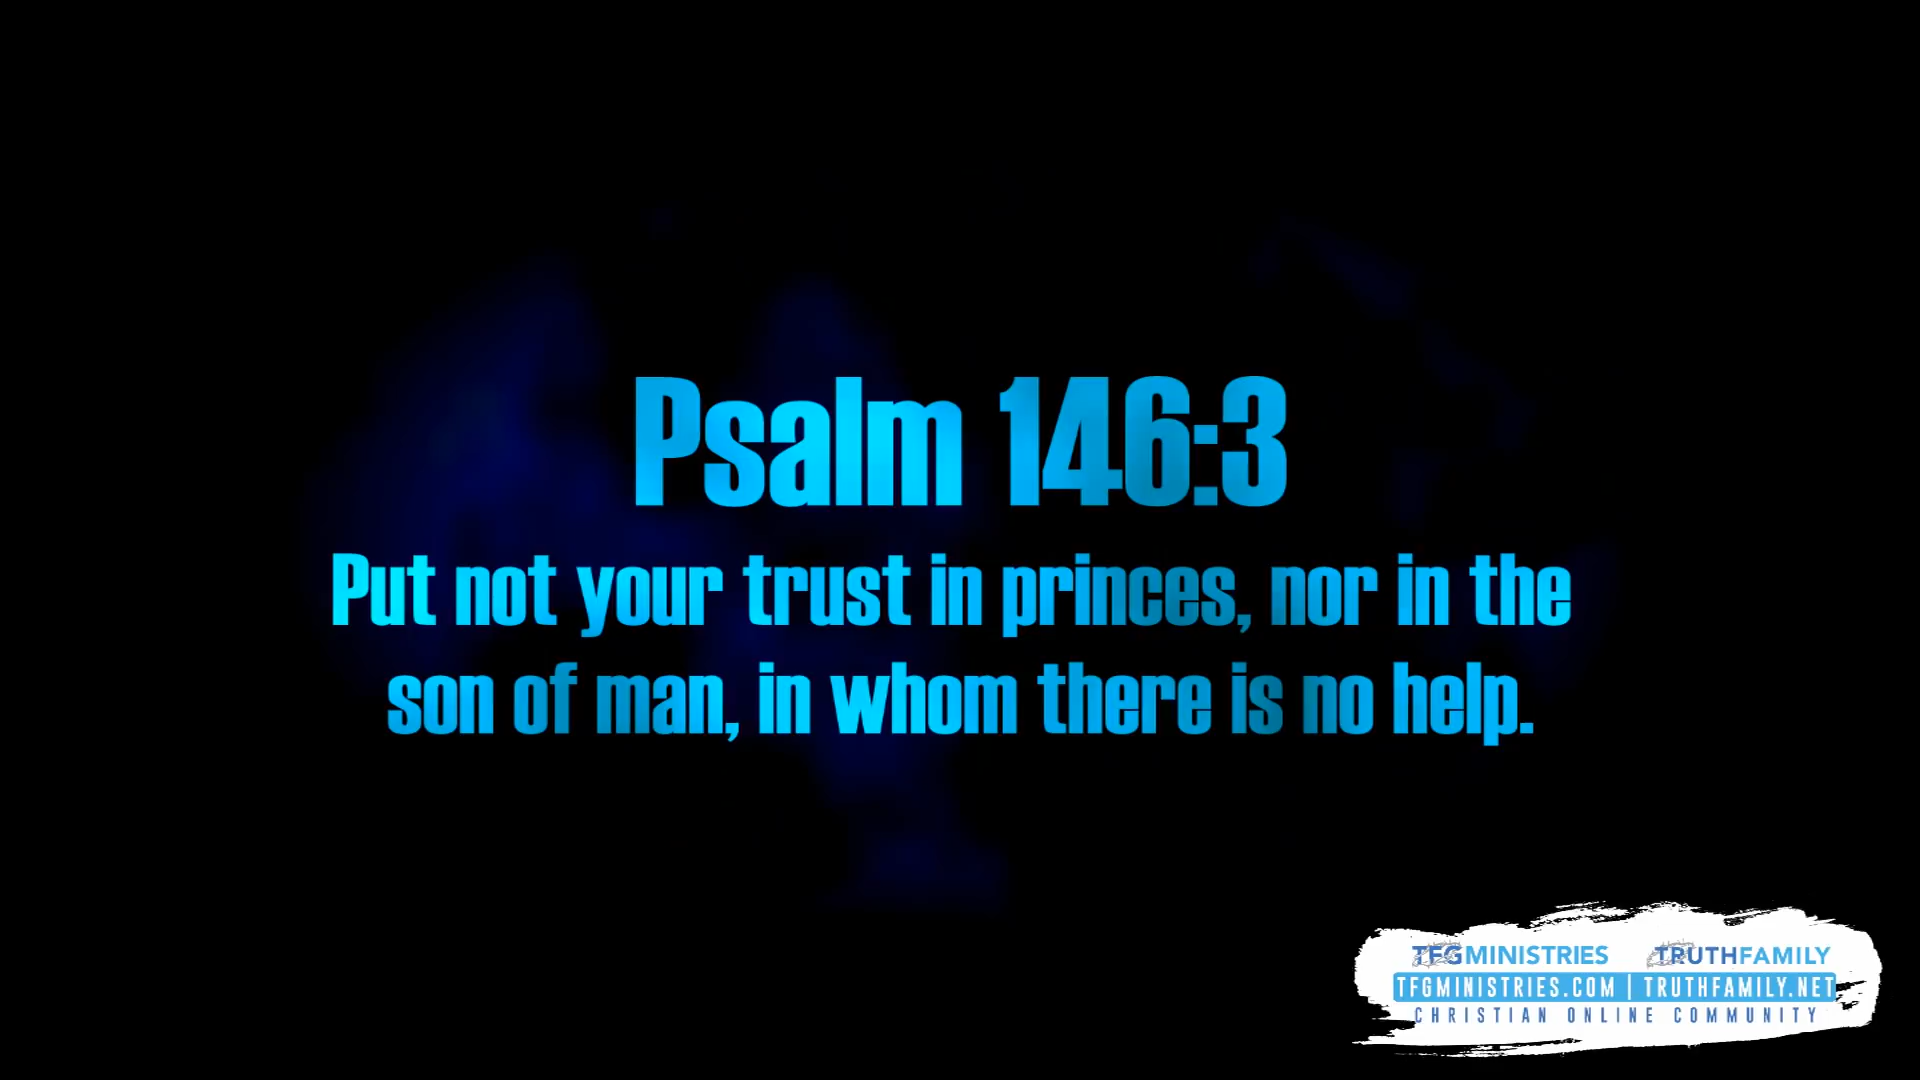 Psalm 146:3
Put not your trust in princes, nor in the
son of man, in whom there is no help.
TFGMINISTRIES TRUTHFAMILY
TFGMINISTRIES.COM | TRUTHFAMILY.NET
CHRISTIAN ONLINE COMMUNITY